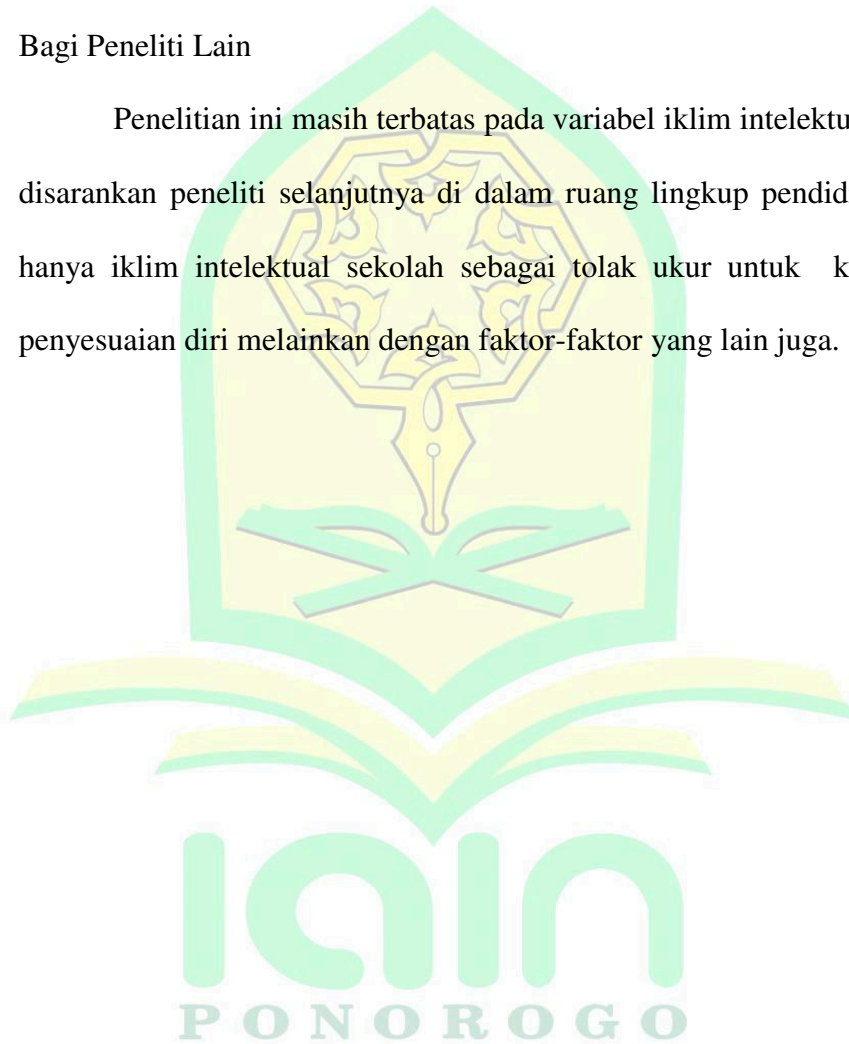 Bagi Peneliti Lain
Penelitian ini masih terbatas pada variabel iklim intelektu
disarankan peneliti selanjutnya di dalam ruang lingkup pendid
hanya iklim intelektual sekolah sebagai tolak ukur untuk k
penyesuaian diri melainkan dengan faktor-faktor yang lain juga.
iain
PONOROGO